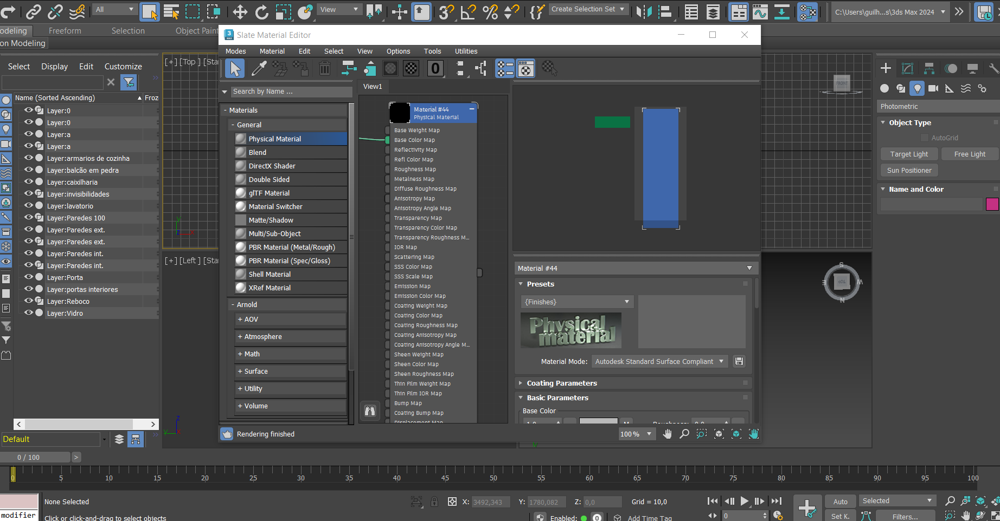 All
View
3
Create Selection Set
C:\Users\guilh...s\3ds Max 2024
odeling
Freeform
Selection
Object Paint
on Modeling
Slate Material Editor
Modes
Material
Edit
Select
View
Options
Tools
Utilities
0
Select
Display
Edit
Customize
Name (Sorted Ascending)
Froz
Layer:0
Layer:0
Layer:a
Layer:a
Layer:armarios de cozinha
Layer:balcão em pedra
Layer:caixilharia
Layer:invisibilidades
Layer:lavatorio
Layer:Paredes 100
Layer:Paredes ext.
Layer:Paredes ext.
Layer:Paredes int.
Layer:Paredes int.
Layer:Porta
Layer:portas interiores
Layer:Reboco
Layer:Vidro
Default
0 / 100
>
[+] [Top ] [Sta
[+] [Left ] [Sta
Search by Name ...
- Materials
- General
Physical Material
Blend
DirectX Shader
Double Sided
glTF Material
Material Switcher
Matte/Shadow
Multi/Sub-Object
PBR Material (Metal/Rough)
PBR Material (Spec/Gloss)
Shell Material
XRef Material
- Arnold
+ AOV
+ Atmosphere
+ Math
+ Surface
+ Utility
+ Volume
View1
Material #44
Physical Material
Base Weight Map
Base Color Map
Reflectivity Map
Refl Color Map
Roughness Map
Metalness Map
Diffuse Roughness Map
Anisotropy Map
Anisotropy Angle Map
Transparency Map
Transparency Color Map
Transparency Roughness M...
IOR Map
Scattering Map
SSS Color Map
SSS Scale Map
Emission Map
Emission Color Map
Coating Weight Map
Coating Color Map
Coating Roughness Map
Coating Anisotropy Map
Coating Anisotropy Angle M...
Sheen Weight Map
Sheen Color Map
Sheen Roughness Map
Thin Film Weight Map
Thin Film IOR Map
Bump Map
Coating Bump Map
Displacement Map
Material #44
Presets
{Finishes}
Physical
material
Material Mode:
Autodesk Standard Surface Compliant
Coating Parameters
Basic Parameters
Base Color
1,0
M
Roughness:
0,0
Rendering finished
100%
FRONT
S
E
W
N
TOP
Photometric
Object Type
AutoGrid
Target Light
Free Light
Sun Positioner
Name and Color
0
5
10
15
20
25
30
35
40
45
50
55
60
65
70
75
80
85
90
95
100
modifier
None Selected
Click or click-and-drag to select objects
X:
3492,343
Y:
1780,082
Z:
0,0
Grid = 10,0
Enabled:
0
Add Time Tag
0
Auto
Selected
Set K.
Filters...